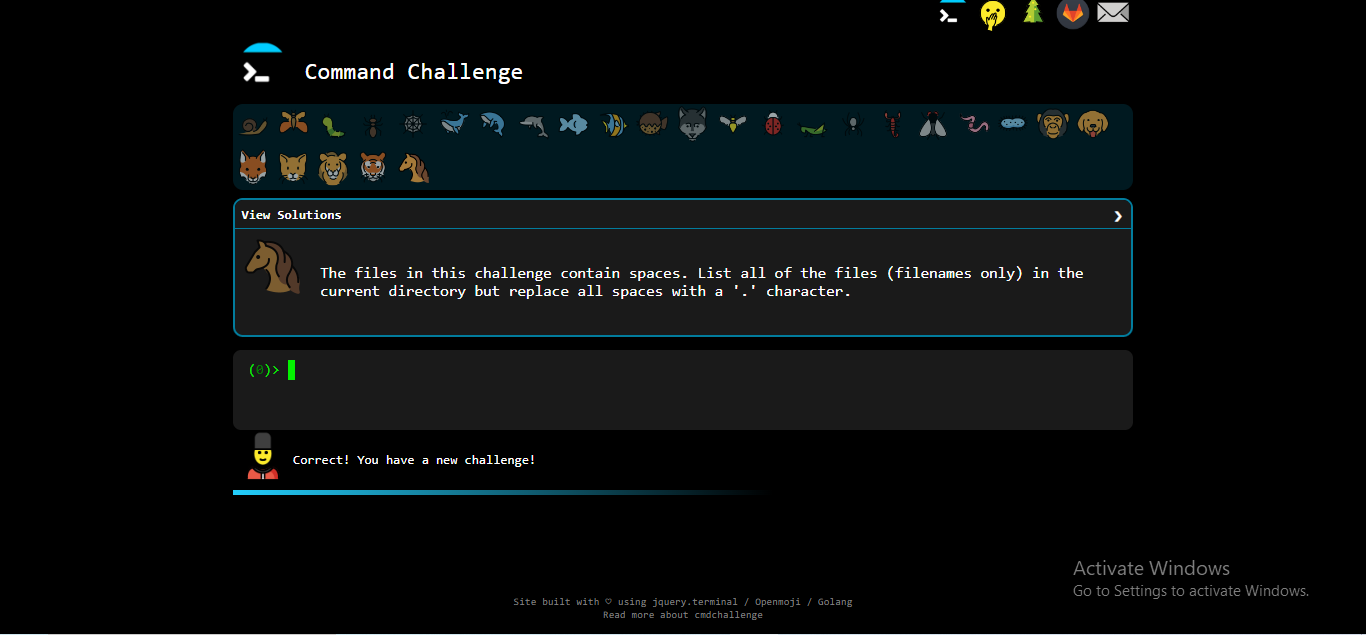 Command Challenge
View Solutions
The files in this challenge contain spaces. List all of the files (filenames only) in the
current directory but replace all spaces with a '.' character.
(0)>
Correct! You have a new challenge!
Activate Windows
Go to Settings to activate Windows.
Site built with ♡ using jquery.terminal / Openmoji / Golang
Read more about cmdchallenge